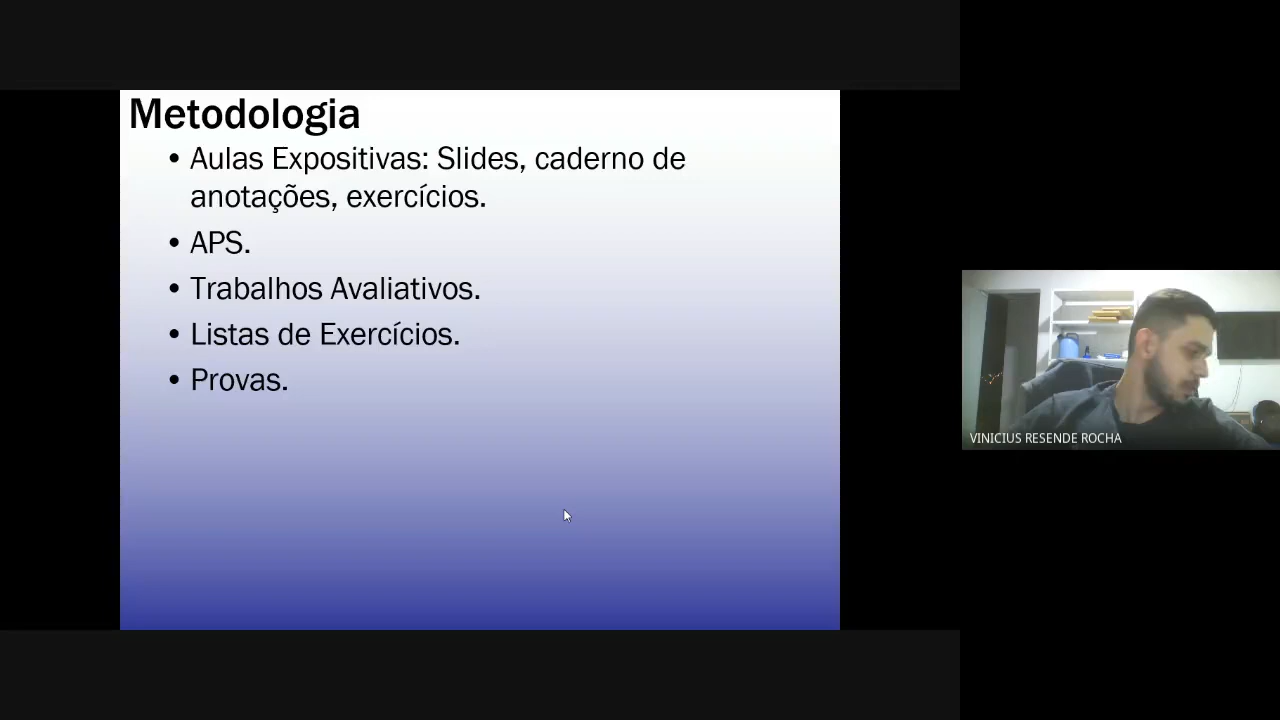 Metodologia
• Aulas Expositivas: Slides, caderno de
anotações, exercícios.
• APS.
• Trabalhos Avaliativos.
• Listas de Exercícios.
• Provas.
VINICIUS RESENDE ROCHA